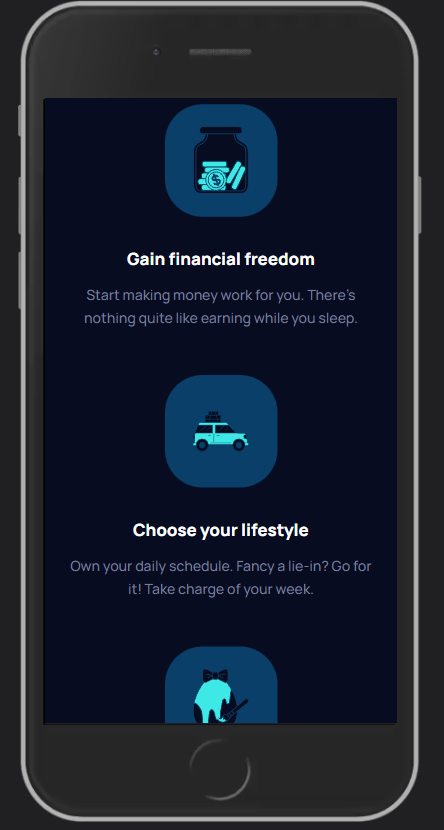 Gain financial freedom
Start making money work for you. There's
nothing quite like earning while you sleep.
Choose your lifestyle
Own your daily schedule. Fancy a lie-in? Go for
it! Take charge of your week.